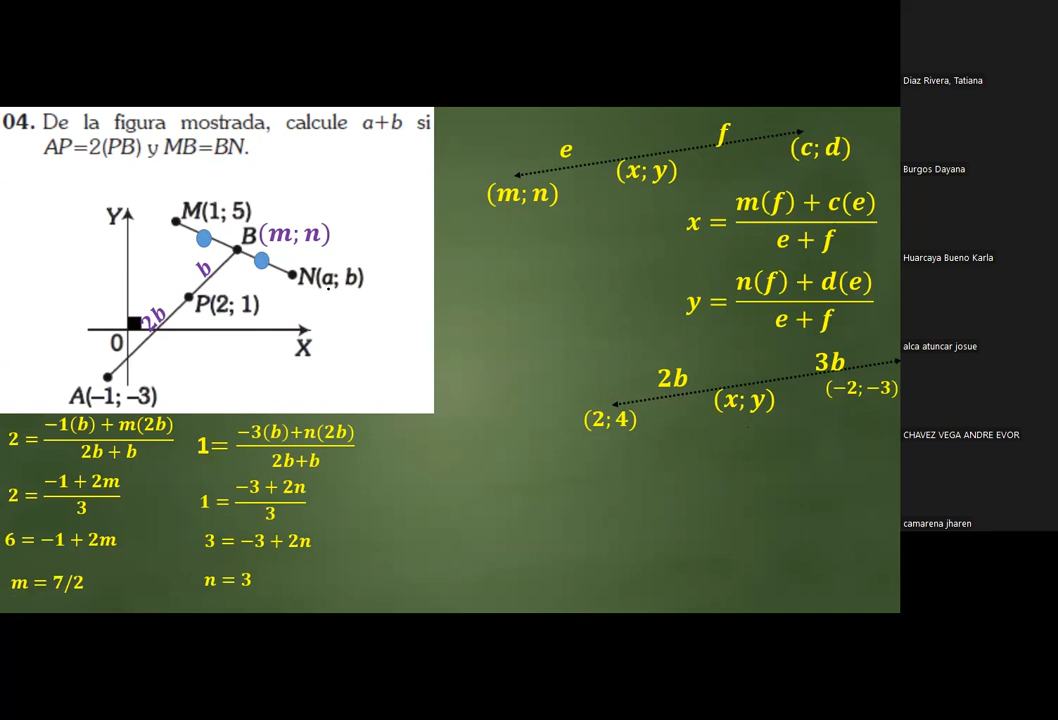 04. De la figura mostrada, calcule a+b si
AP=2(PB) y MB=BN.
Y
M(1; 5)
B(m; n)
b
N(a; b)
P(2; 1)
2b
0
X
A(–1; –3)
2 = −1(b) + m(2b) / 2b + b
2 = −1 + 2m / 3
6 = −1 + 2m
m = 7/2
1= −3(b)+n(2b) / 2b+b
1 = −3 + 2n / 3
3 = −3 + 2n
n = 3
e
f
(m; n)
(x; y)
(c; d)
x = m(f) + c(e) / e + f
y = n(f) + d(e) / e + f
2b
3b
(2; 4)
(x; y)
(−2; −3)
Diaz Rivera, Tatiana
Burgos Dayana
Huarcaya Bueno Karla
alca atuncar josue
CHAVEZ VEGA ANDRE EVOR
camarena jharen